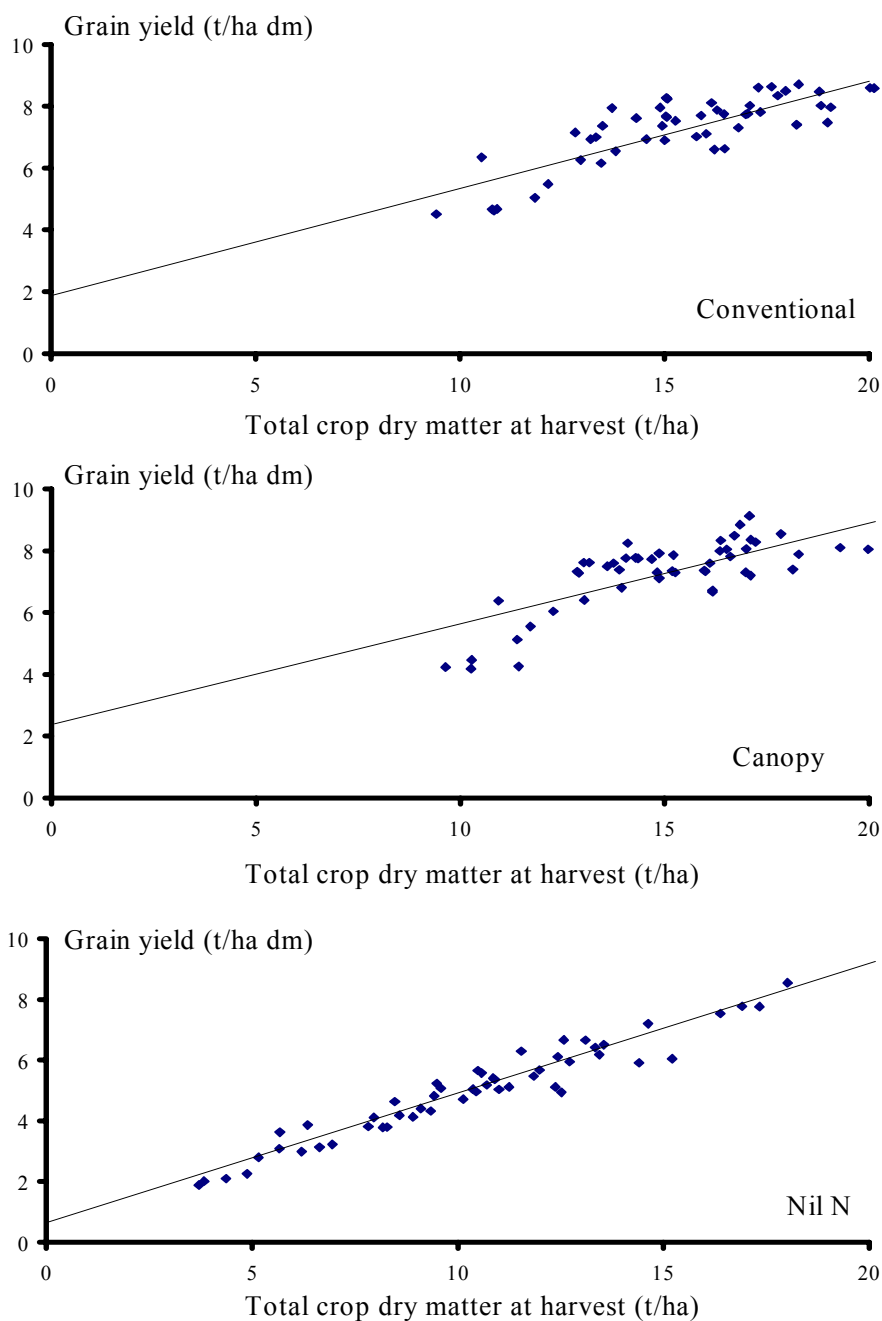 Grain yield (t/ha dm)
10
8
6
4
2
0
Conventional
0 5 10 15 20
Total crop dry matter at harvest (t/ha)
Grain yield (t/ha dm)
10
8
6
4
2
0
Canopy
0 5 10 15 20
Total crop dry matter at harvest (t/ha)
Grain yield (t/ha dm)
10
8
6
4
2
0
Nil N
0 5 10 15 20
Total crop dry matter at harvest (t/ha)